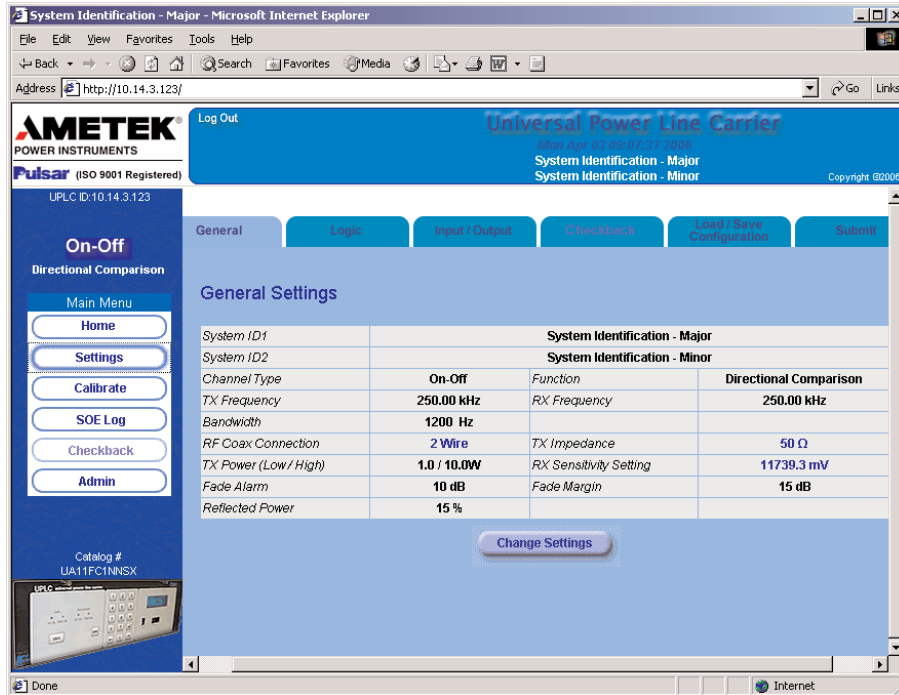 System Identification - Major - Microsoft Internet Explorer
File Edit View Favorites Tools Help
Back Search Favorites Media
Address http://10.14.3.123/ Go Links
AMETEK®
POWER INSTRUMENTS
Pulsar (ISO 9001 Registered)
Log Out
Universal Power Line Carrier
Mon Apr 03 09:07:37 2006
System Identification - Major
System Identification - Minor
Copyright ©2006
UPLC ID:10.14.3.123
On-Off
Directional Comparison
Main Menu
Home
Settings
Calibrate
SOE Log
Checkback
Admin
Catalog #
UA11FC1NNSX
UPLC
General Logic Input / Output Checkback Load / Save Configuration Submit
General Settings
System ID1 System Identification - Major
System ID2 System Identification - Minor
Channel Type On-Off Function Directional Comparison
TX Frequency 250.00 kHz RX Frequency 250.00 kHz
Bandwidth 1200 Hz
RF Coax Connection 2 Wire TX Impedance 50 Ω
TX Power (Low / High) 1.0 / 10.0W RX Sensitivity Setting 11739.3 mV
Fade Alarm 10 dB Fade Margin 15 dB
Reflected Power 15 %
Change Settings
Done Internet